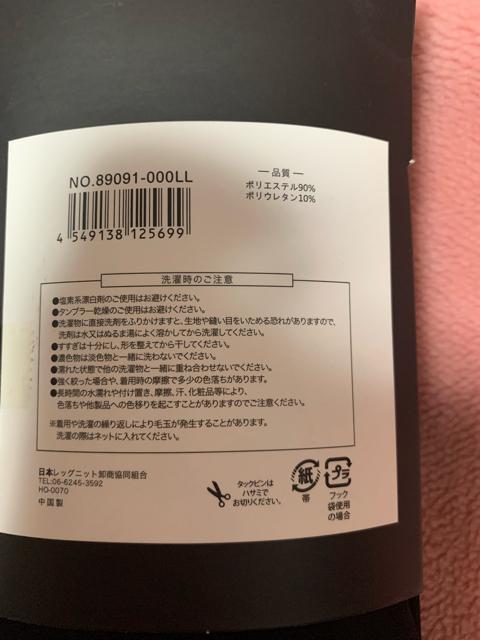 NO.89091-000LL
4 549138 125699
― 品質 ―
ポリエステル90%
ポリウレタン10%
洗濯時のご注意
●塩素系漂白剤のご使用はお避けください。
●タンブラー乾燥のご使用はお避けください。
●洗濯物に直接洗剤をふりかけますと、生地や縫い目をいためる恐れがありますので、
洗剤は水又はぬるま湯によく溶かしてから洗濯してください。
●すすぎは十分にし、形を整えてから干してください。
●濃色物は淡色物と一緒に洗わないでください。
●濡れた状態で他の洗濯物と一緒に重ね合わせないでください。
●強く絞った場合や、着用時の摩擦で多少の色落ちがあります。
●長時間の水濡れや付け置き、摩擦、汗、化粧品等により、
色落ちや他製品への色移りを起こすことがありますのでご注意ください。
※着用や洗濯の繰り返しにより毛玉が発生することがあります。
洗濯の際はネットに入れてください。
日本レッグニット卸商協同組合
TEL:06-6245-3592
HO-0070
中国製
タックピンは
ハサミで
お切りください。
紙
帯
プラ
フック
袋使用
の場合